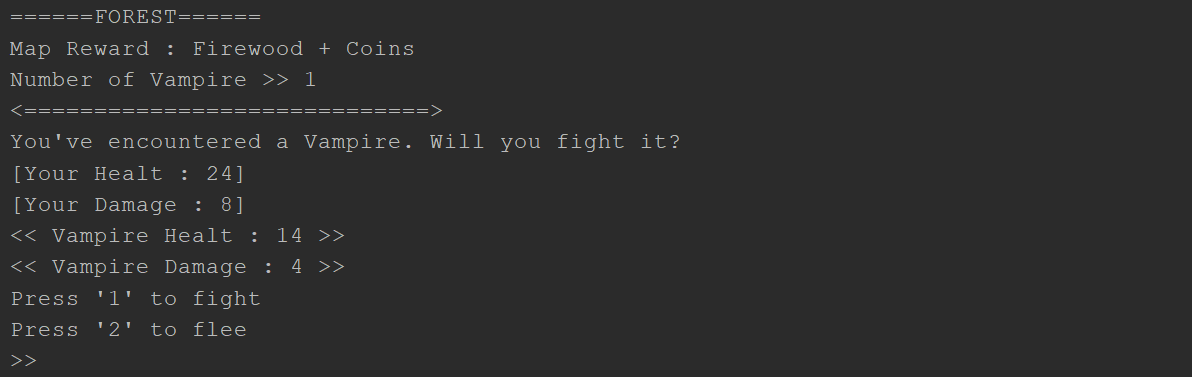 ======FOREST======
Map Reward : Firewood + Coins
Number of Vampire >> 1
<=============================>
You've encountered a Vampire. Will you fight it?
[Your Healt : 24]
[Your Damage : 8]
<< Vampire Healt : 14 >>
<< Vampire Damage : 4 >>
Press '1' to fight
Press '2' to flee
>>